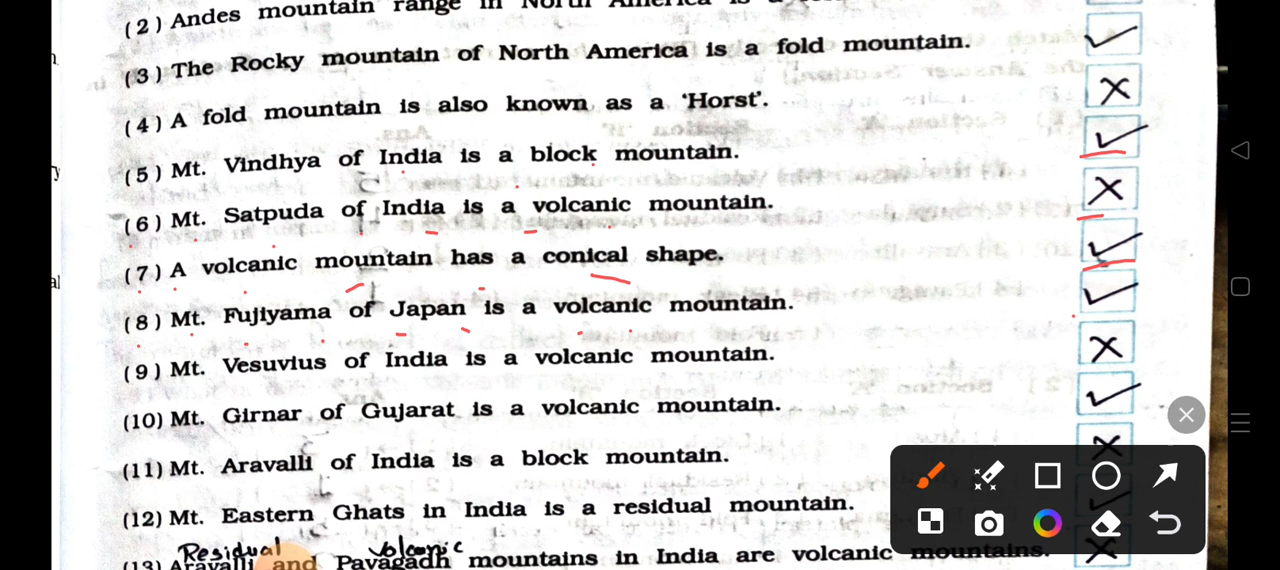 (2) Andes mountain range in North America is a
(3) The Rocky mountain of North America is a fold mountain. ✓
(4) A fold mountain is also known as a 'Horst'. ✗
(5) Mt. Vindhya of India is a block mountain. ✓
(6) Mt. Satpuda of India is a volcanic mountain. ✗
(7) A volcanic mountain has a conical shape. ✓
(8) Mt. Fujiyama of Japan is a volcanic mountain. ✓
(9) Mt. Vesuvius of India is a volcanic mountain. ✗
(10) Mt. Girnar of Gujarat is a volcanic mountain. ✓
(11) Mt. Aravalli of India is a block mountain. ✗
(12) Mt. Eastern Ghats in India is a residual mountain. ✓
Residual Volcanic
(13) Aravalli and Pavagadh mountains in India are volcanic mountains. ✗